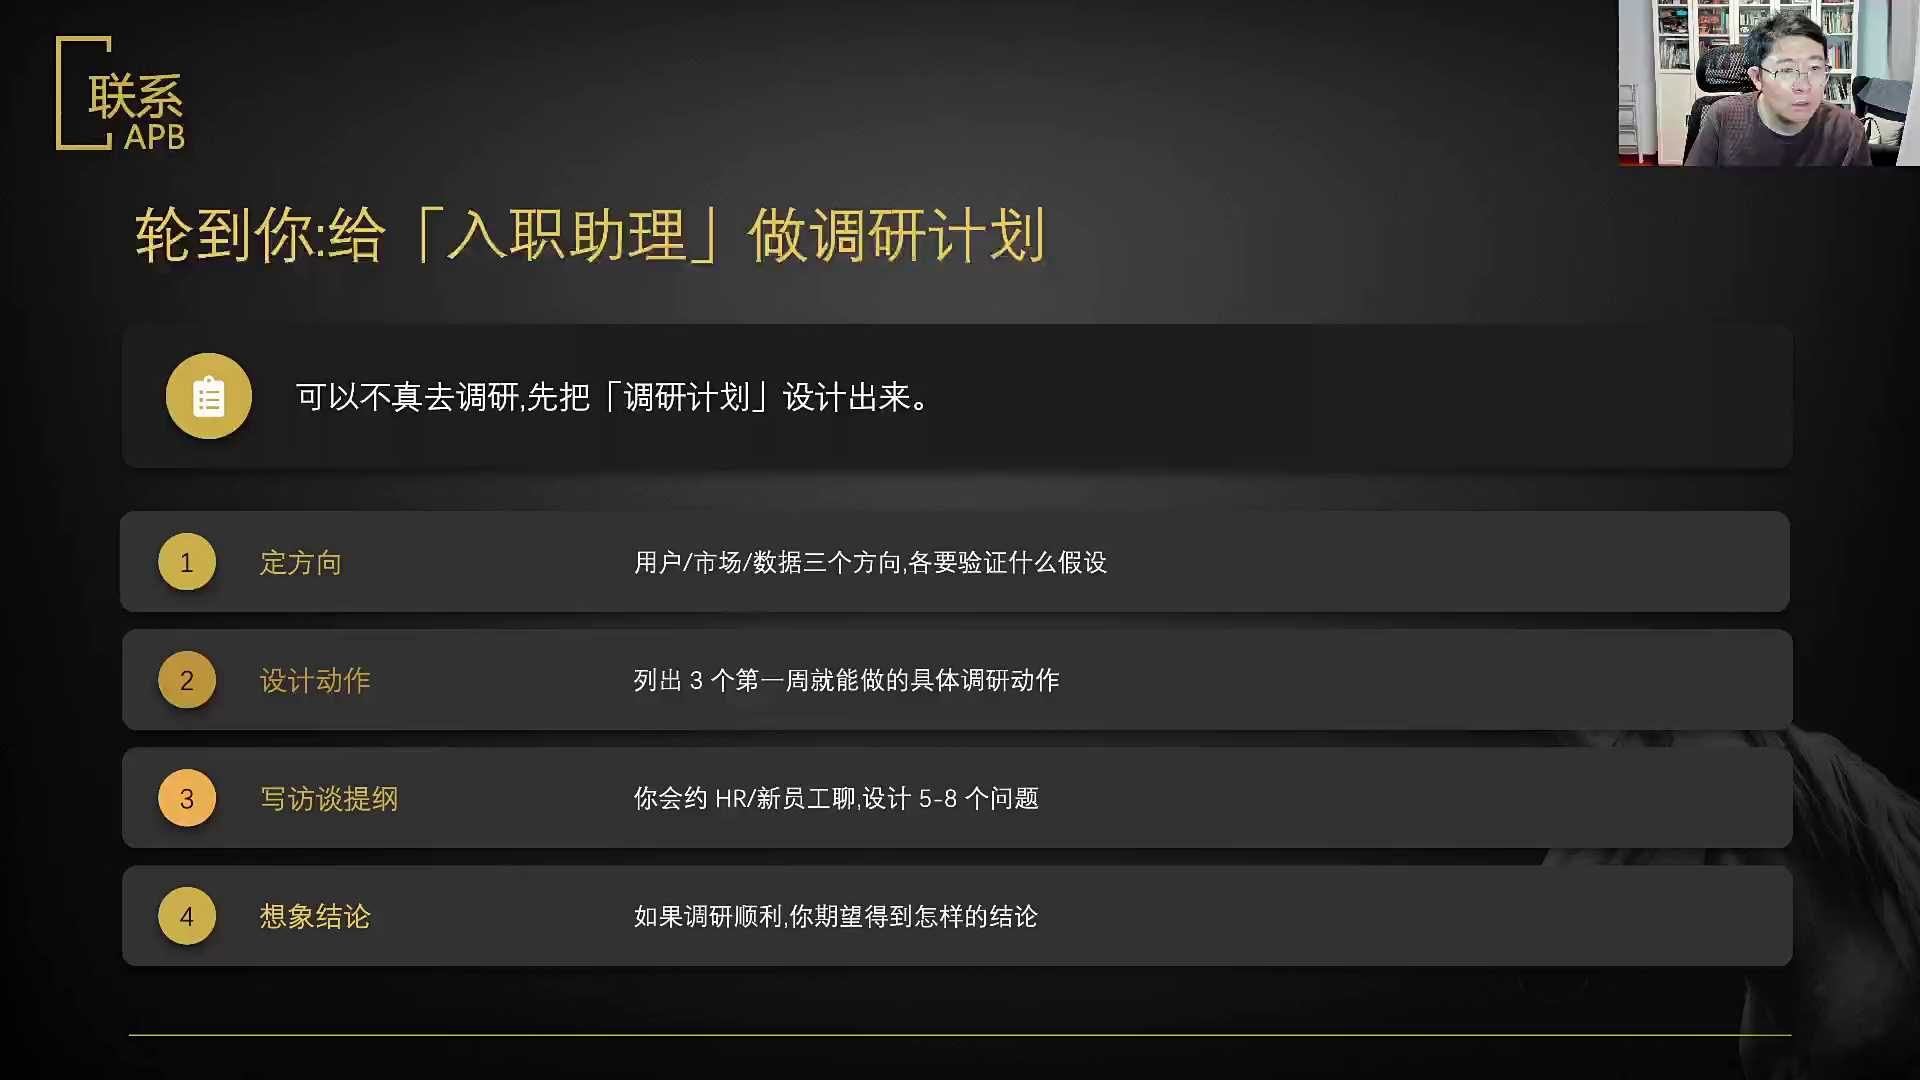 联系
APB
轮到你:给「入职助理」做调研计划
可以不真去调研,先把「调研计划」设计出来。
1 定方向 用户/市场/数据三个方向,各要验证什么假设
2 设计动作 列出 3 个第一周就能做的具体调研动作
3 写访谈提纲 你会约 HR/新员工聊,设计 5-8 个问题
4 想象结论 如果调研顺利,你期望得到怎样的结论